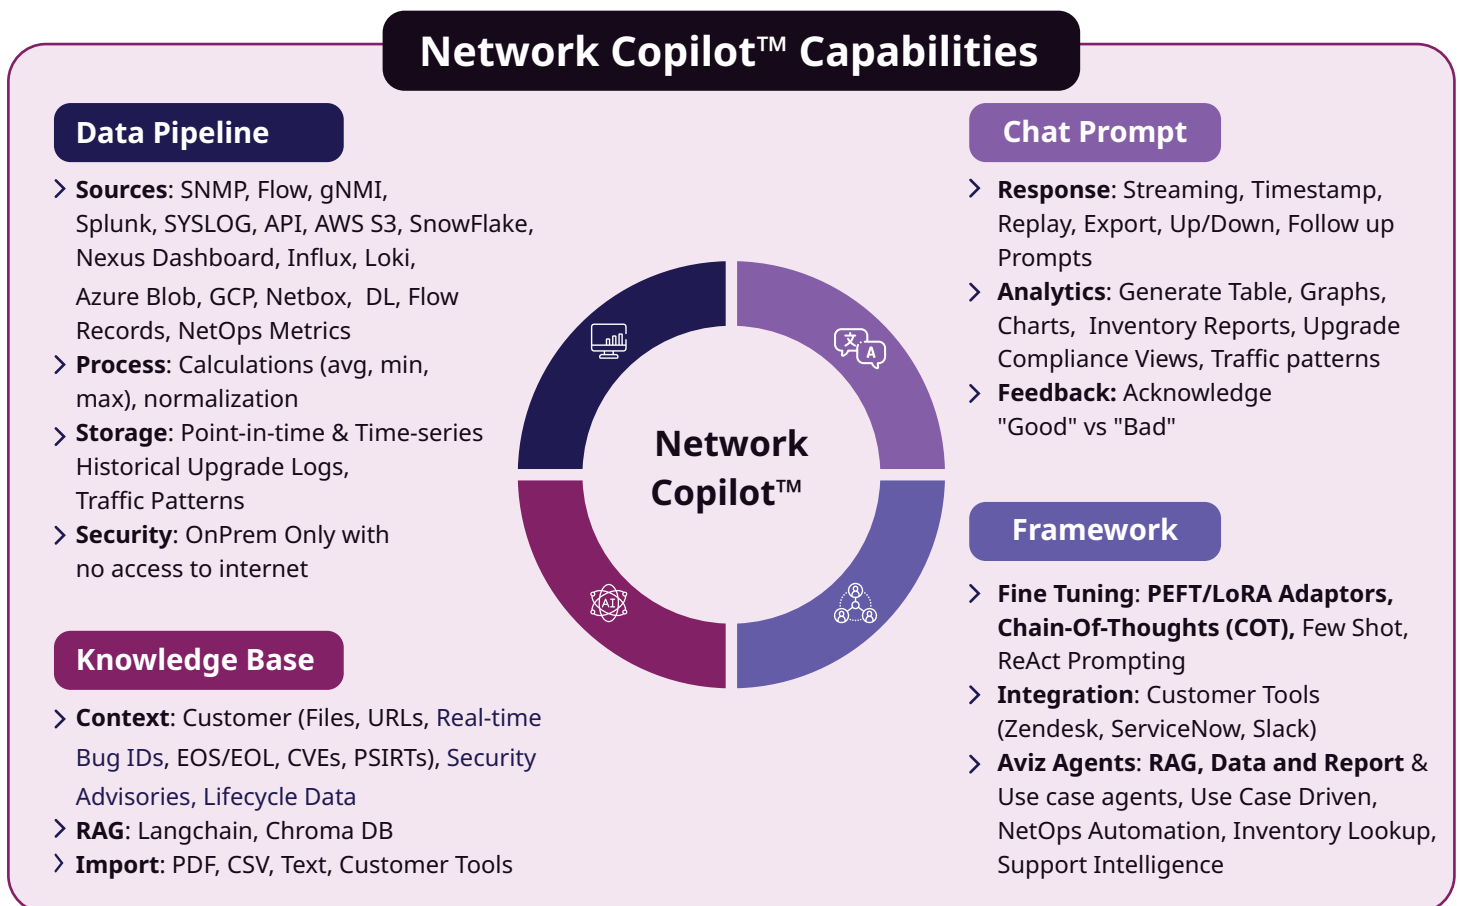 Network Copilot™ Capabilities
Data Pipeline
Sources: SNMP, Flow, gNMI,
Splunk, SYSLOG, API, AWS S3, SnowFlake,
Nexus Dashboard, Influx, Loki,
Azure Blob, GCP, Netbox,  DL, Flow
Records, NetOps Metrics
Process: Calculations (avg, min,
max), normalization
Storage: Point-in-time & Time-series
Historical Upgrade Logs,
Traffic Patterns
Security: OnPrem Only with
no access to internet
Knowledge Base
Context: Customer (Files, URLs, Real-time
Bug IDs, EOS/EOL, CVEs, PSIRTs), Security
Advisories, Lifecycle Data
RAG: Langchain, Chroma DB
Import: PDF, CSV, Text, Customer Tools
文
A
Network
Copilot™
AI
Chat Prompt
Response: Streaming, Timestamp,
Replay, Export, Up/Down, Follow up
Prompts
Analytics: Generate Table, Graphs,
Charts,  Inventory Reports, Upgrade
Compliance Views, Traffic patterns
Feedback: Acknowledge
"Good" vs "Bad"
Framework
Fine Tuning: PEFT/LoRA Adaptors,
Chain-Of-Thoughts (COT), Few Shot,
ReAct Prompting
Integration: Customer Tools
(Zendesk, ServiceNow, Slack)
Aviz Agents: RAG, Data and Report &
Use case agents, Use Case Driven,
NetOps Automation, Inventory Lookup,
Support Intelligence